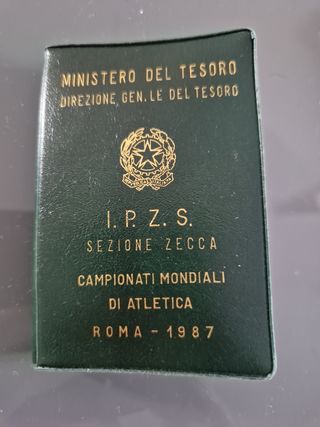 MINISTERO DEL TESORO
DIREZIONE GEN.LE DEL TESORO
I.P.Z.S.
SEZIONE ZECCA
CAMPIONATI MONDIALI
DI ATLETICA
ROMA - 1987